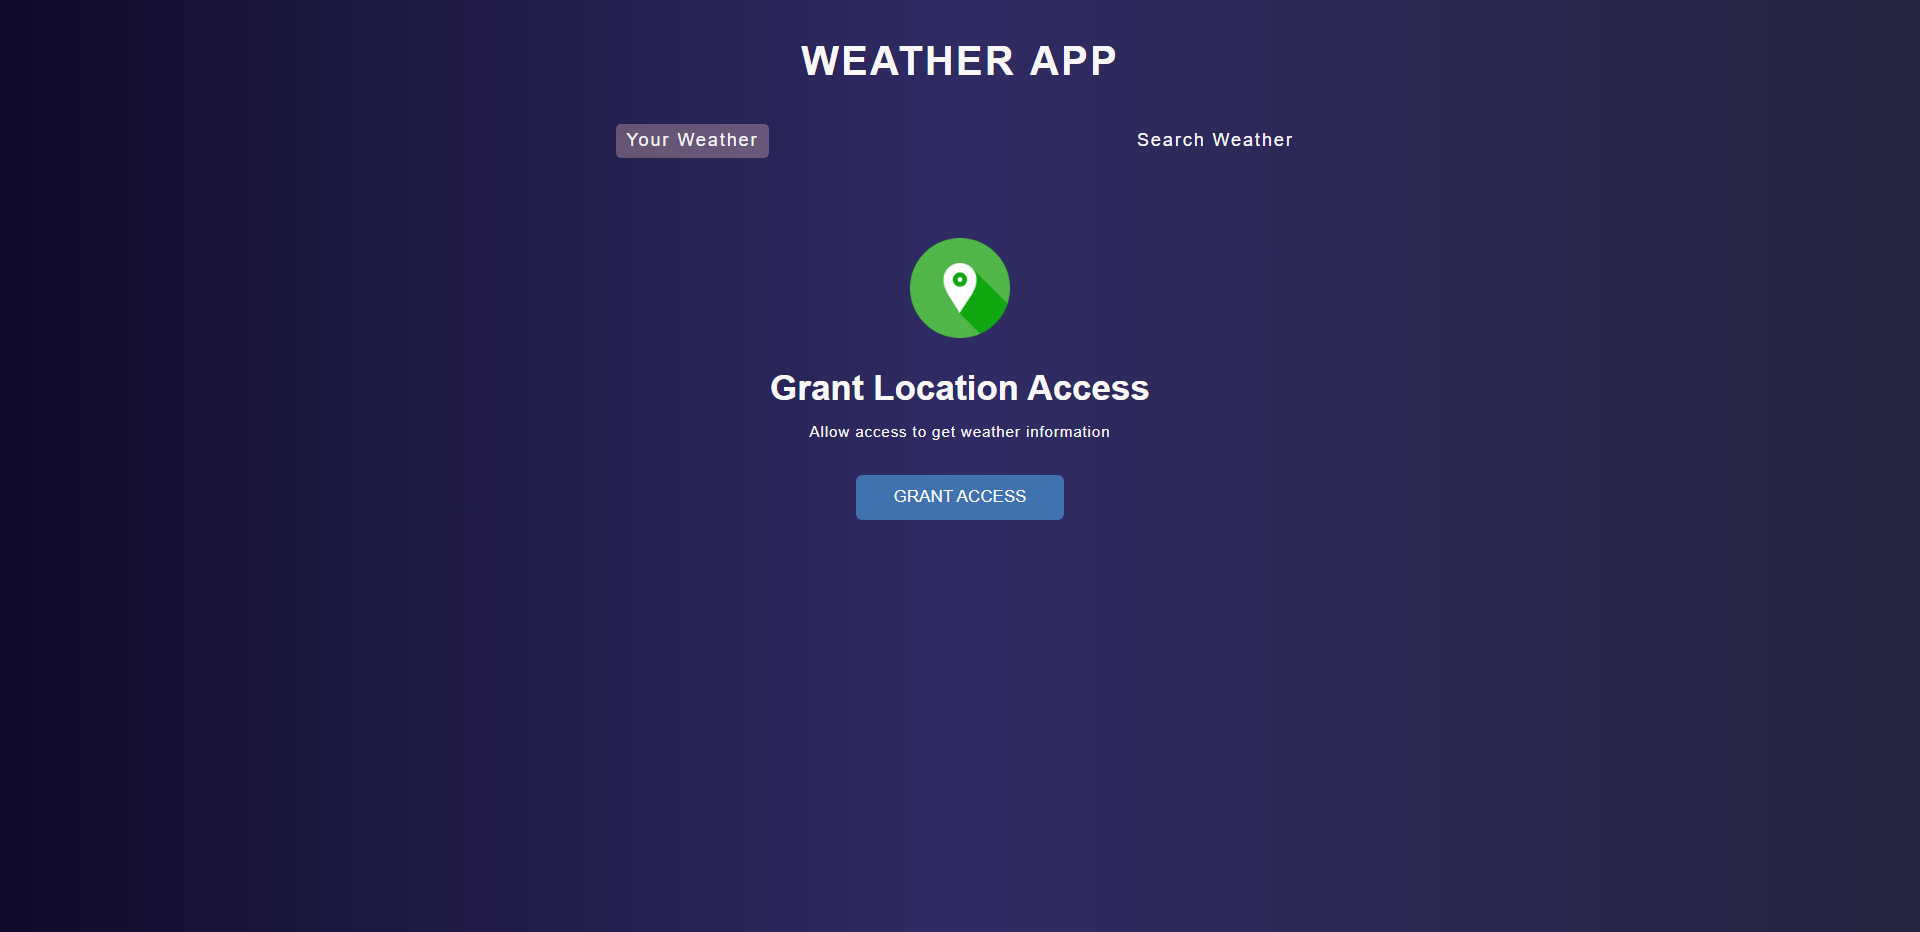 WEATHER APP
Your Weather
Search Weather
Grant Location Access
Allow access to get weather information
GRANT ACCESS